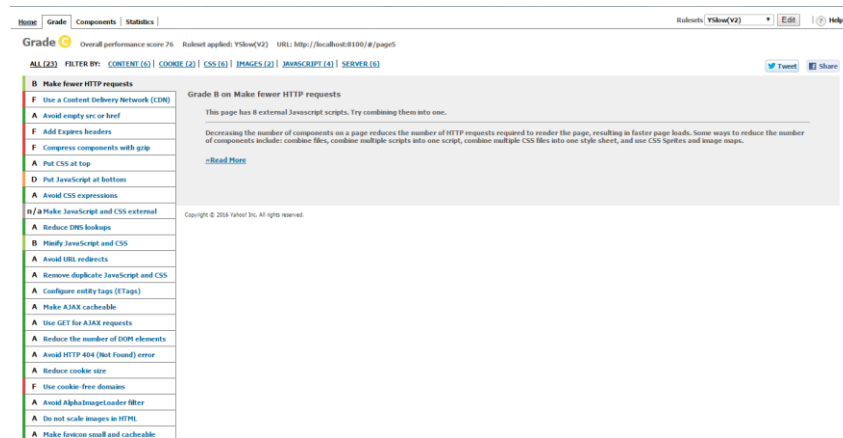 Home Grade Components Statistics Rulesets YSlow(V2) Edit ? Help
Grade C Overall performance score 76 Ruleset applied: YSlow(V2) URL: http://localhost:8100/#/page5
ALL (23) FILTER BY: CONTENT (6) COOKIE (2) CSS (6) IMAGES (2) JAVASCRIPT (4) SERVER (6)
Tweet Share
B Make fewer HTTP requests
F Use a Content Delivery Network (CDN)
A Avoid empty src or href
F Add Expires headers
F Compress components with gzip
A Put CSS at top
D Put JavaScript at bottom
A Avoid CSS expressions
n/a Make JavaScript and CSS external
A Reduce DNS lookups
B Minify JavaScript and CSS
A Avoid URL redirects
A Remove duplicate JavaScript and CSS
A Configure entity tags (ETags)
A Make AJAX cacheable
A Use GET for AJAX requests
A Reduce the number of DOM elements
A Avoid HTTP 404 (Not Found) error
A Reduce cookie size
F Use cookie-free domains
A Avoid AlphaImageLoader filter
A Do not scale images in HTML
A Make favicon small and cacheable
Grade B on Make fewer HTTP requests
This page has 8 external Javascript scripts. Try combining them into one.
Decreasing the number of components on a page reduces the number of HTTP requests required to render the page, resulting in faster page loads. Some ways to reduce the number
of components include: combine files, combine multiple scripts into one script, combine multiple CSS files into one style sheet, and use CSS Sprites and image maps.
»Read More
Copyright © 2016 Yahoo! Inc. All rights reserved.